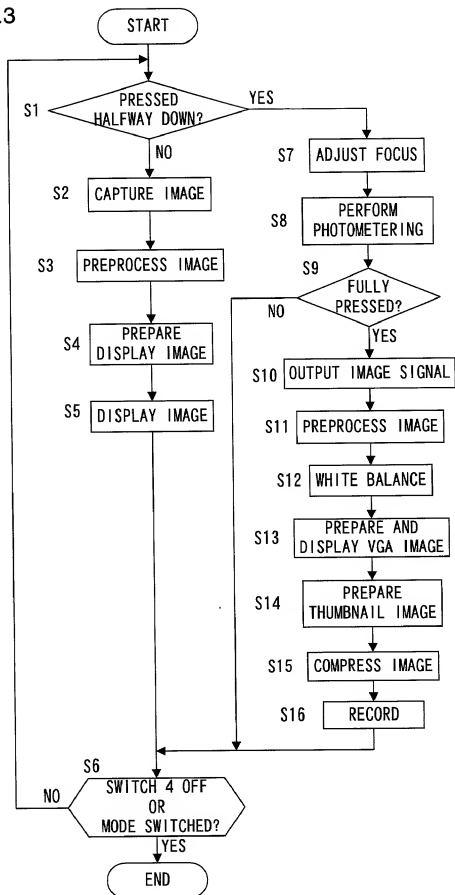 .3
START
S1
PRESSED
HALFWAY DOWN?
YES
NO
S2
CAPTURE IMAGE
S3
PREPROCESS IMAGE
S4
PREPARE
DISPLAY IMAGE
S5
DISPLAY IMAGE
S7
ADJUST FOCUS
S8
PERFORM
PHOTOMETERING
S9
FULLY
PRESSED?
NO
YES
S10
OUTPUT IMAGE SIGNAL
S11
PREPROCESS IMAGE
S12
WHITE BALANCE
S13
PREPARE AND
DISPLAY VGA IMAGE
S14
PREPARE
THUMBNAIL IMAGE
S15
COMPRESS IMAGE
S16
RECORD
S6
SWITCH 4 OFF
OR
MODE SWITCHED?
NO
YES
END